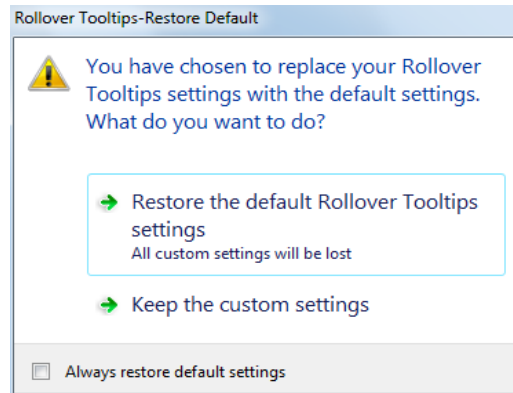 Rollover Tooltips-Restore Default
You have chosen to replace your Rollover
Tooltips settings with the default settings.
What do you want to do?
Restore the default Rollover Tooltips
settings
All custom settings will be lost
Keep the custom settings
Always restore default settings